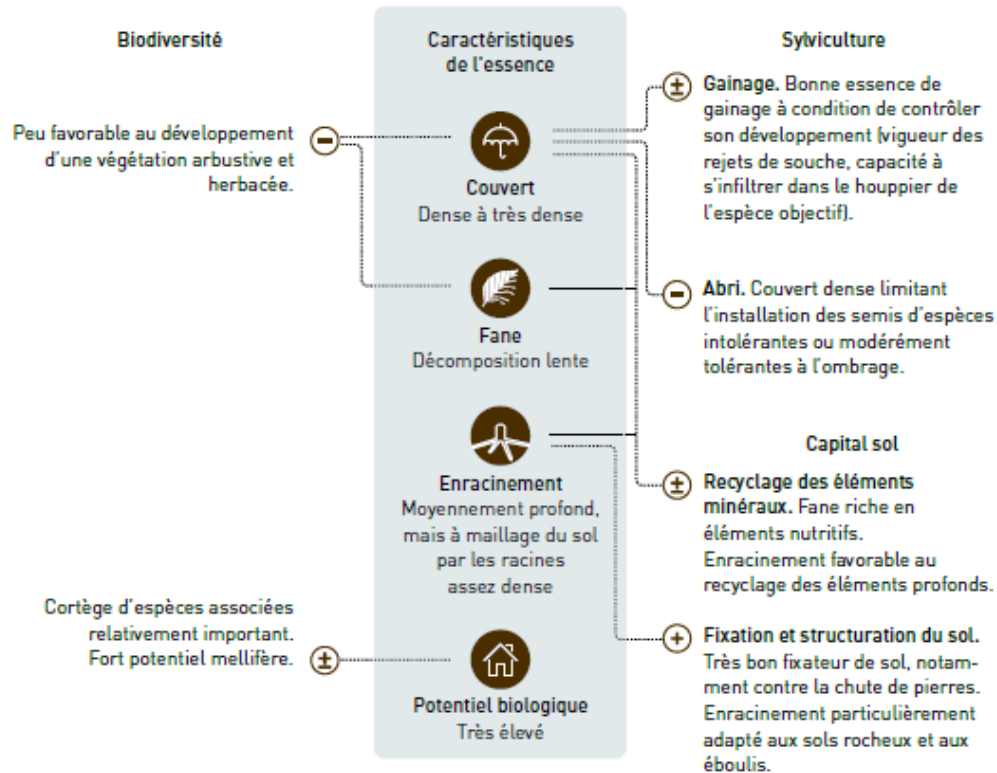 Biodiversité
Peu favorable au développement
d'une végétation arbustive et
herbacée.
Cortège d'espèces associées
relativement important.
Fort potentiel mellifère.
Caractéristiques
de l'essence
Couvert
Dense à très dense
Fane
Décomposition lente
Enracinement
Moyennement profond,
mais à maillage du sol
par les racines
assez dense
Potentiel biologique
Très élevé
Sylviculture
Gainage. Bonne essence de
gainage à condition de contrôler
son développement (vigueur des
rejets de souche, capacité à
s'infiltrer dans le houppier de
l'espèce objectif).
Abri. Couvert dense limitant
l'installation des semis d'espèces
intolérantes ou modérément
tolérantes à l'ombrage.
Capital sol
Recyclage des éléments
minéraux. Fane riche en
éléments nutritifs.
Enracinement favorable au
recyclage des éléments profonds.
Fixation et structuration du sol.
Très bon fixateur de sol, notam-
ment contre la chute de pierres.
Enracinement particulièrement
adapté aux sols rocheux et aux
éboulis.